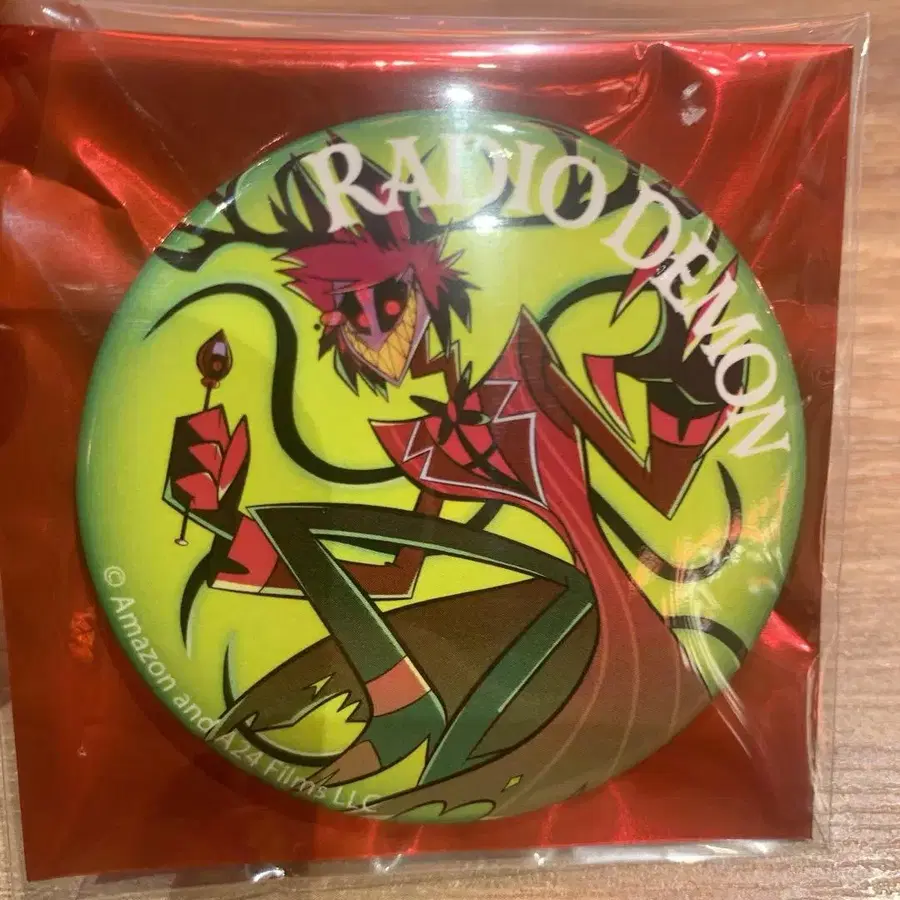 RADIO DEMON
© Amazon and A24 Films LLC